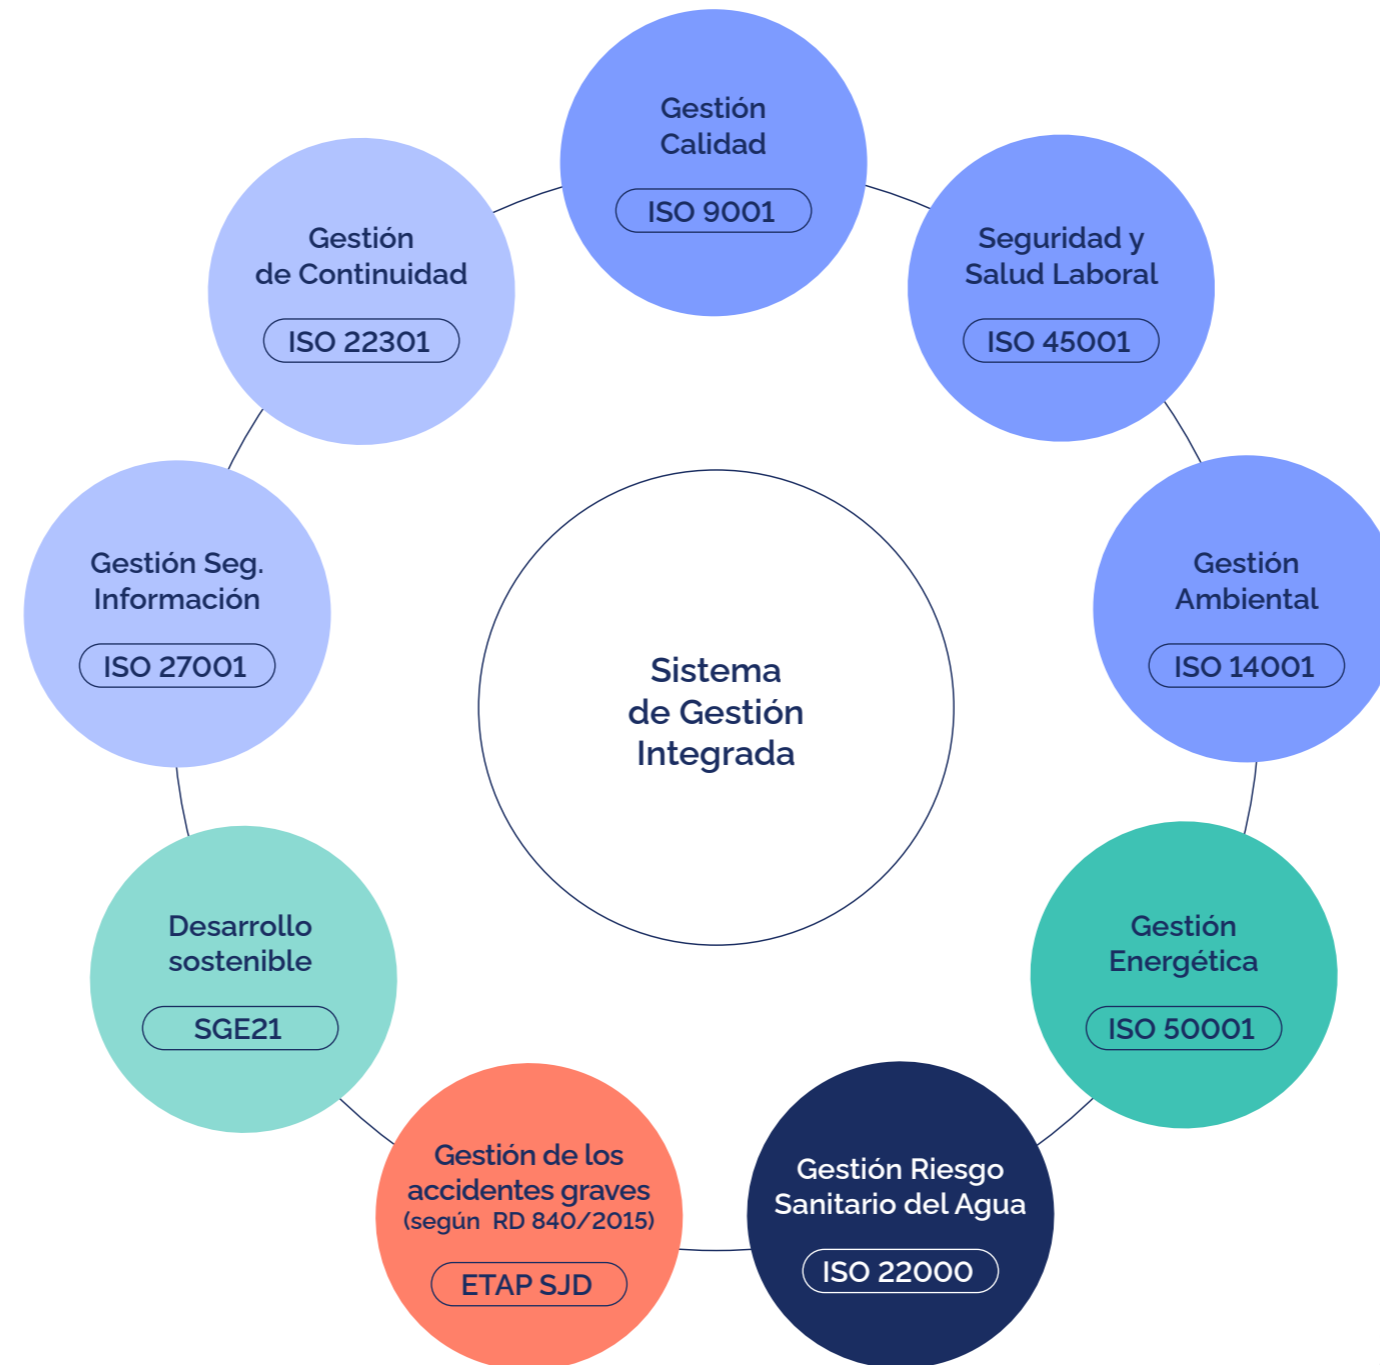 Gestión
Calidad
ISO 9001
Seguridad y
Salud Laboral
ISO 45001
Gestión
Ambiental
ISO 14001
Gestión
Energética
ISO 50001
Gestión Riesgo
Sanitario del Agua
ISO 22000
Gestión de los
accidentes graves
(según RD 840/2015)
ETAP SJD
Desarrollo
sostenible
SGE21
Gestión Seg.
Información
ISO 27001
Gestión
de Continuidad
ISO 22301
Sistema
de Gestión
Integrada